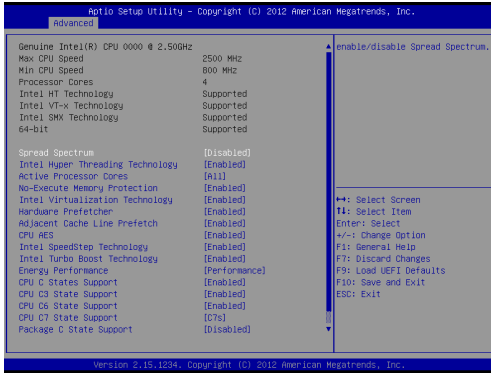 Aptio Setup Utility – Copyright (C) 2012 American Megatrends, Inc.
Advanced
Genuine Intel(R) CPU 0000 @ 2.50GHz
Max CPU Speed 2500 MHz
Min CPU Speed 800 MHz
Processor Cores 4
Intel HT Technology Supported
Intel VT-x Technology Supported
Intel SMX Technology Supported
64-bit Supported
Spread Spectrum [Disabled]
Intel Hyper Threading Technology [Enabled]
Active Processor Cores [All]
No-Execute Memory Protection [Enabled]
Intel Virtualization Technology [Enabled]
Hardware Prefetcher [Enabled]
Adjacent Cache Line Prefetch [Enabled]
CPU AES [Enabled]
Intel SpeedStep Technology [Enabled]
Intel Turbo Boost Technology [Enabled]
Energy Performance [Performance]
CPU C States Support [Enabled]
CPU C3 State Support [Enabled]
CPU C6 State Support [Enabled]
CPU C7 State Support [C7s]
Package C State Support [Disabled]
enable/disable Spread Spectrum.
↔: Select Screen
↑↓: Select Item
Enter: Select
+/-: Change Option
F1: General Help
F7: Discard Changes
F9: Load UEFI Defaults
F10: Save and Exit
ESC: Exit
Version 2.15.1234. Copyright (C) 2012 American Megatrends, Inc.